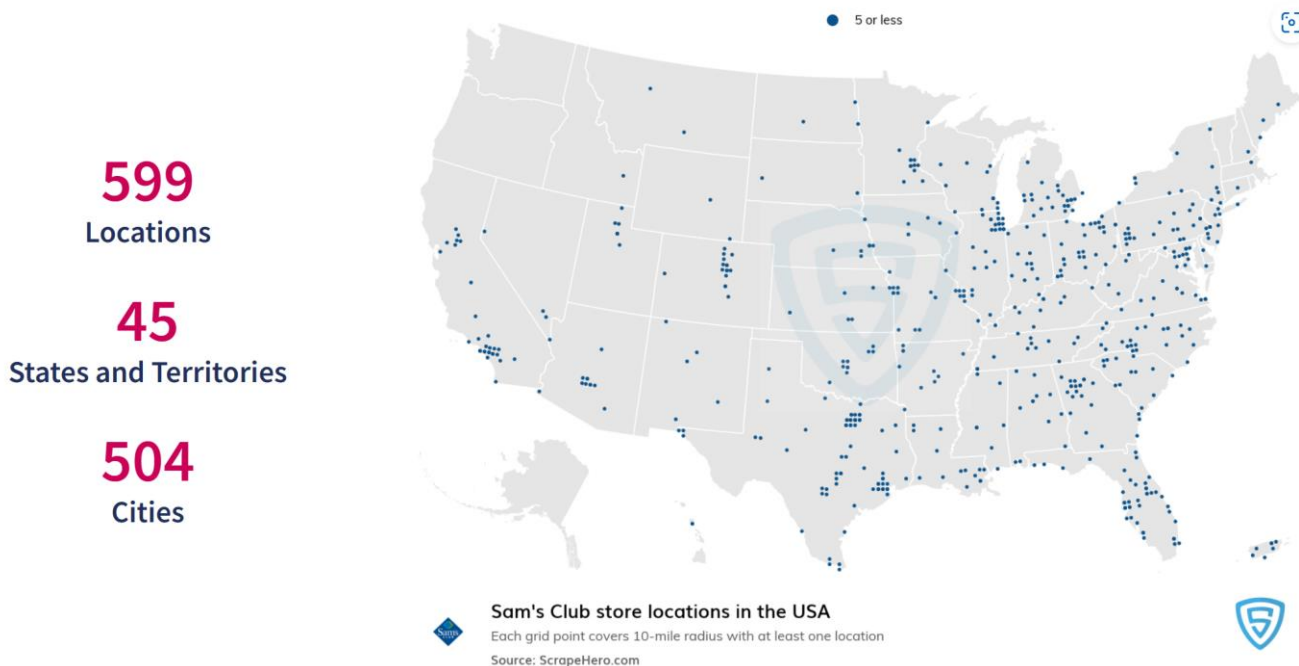 599
Locations
45
States and Territories
504
Cities
5 or less
Sam's Club store locations in the USA
Each grid point covers 10-mile radius with at least one location
Source: ScrapeHero.com
Sam's